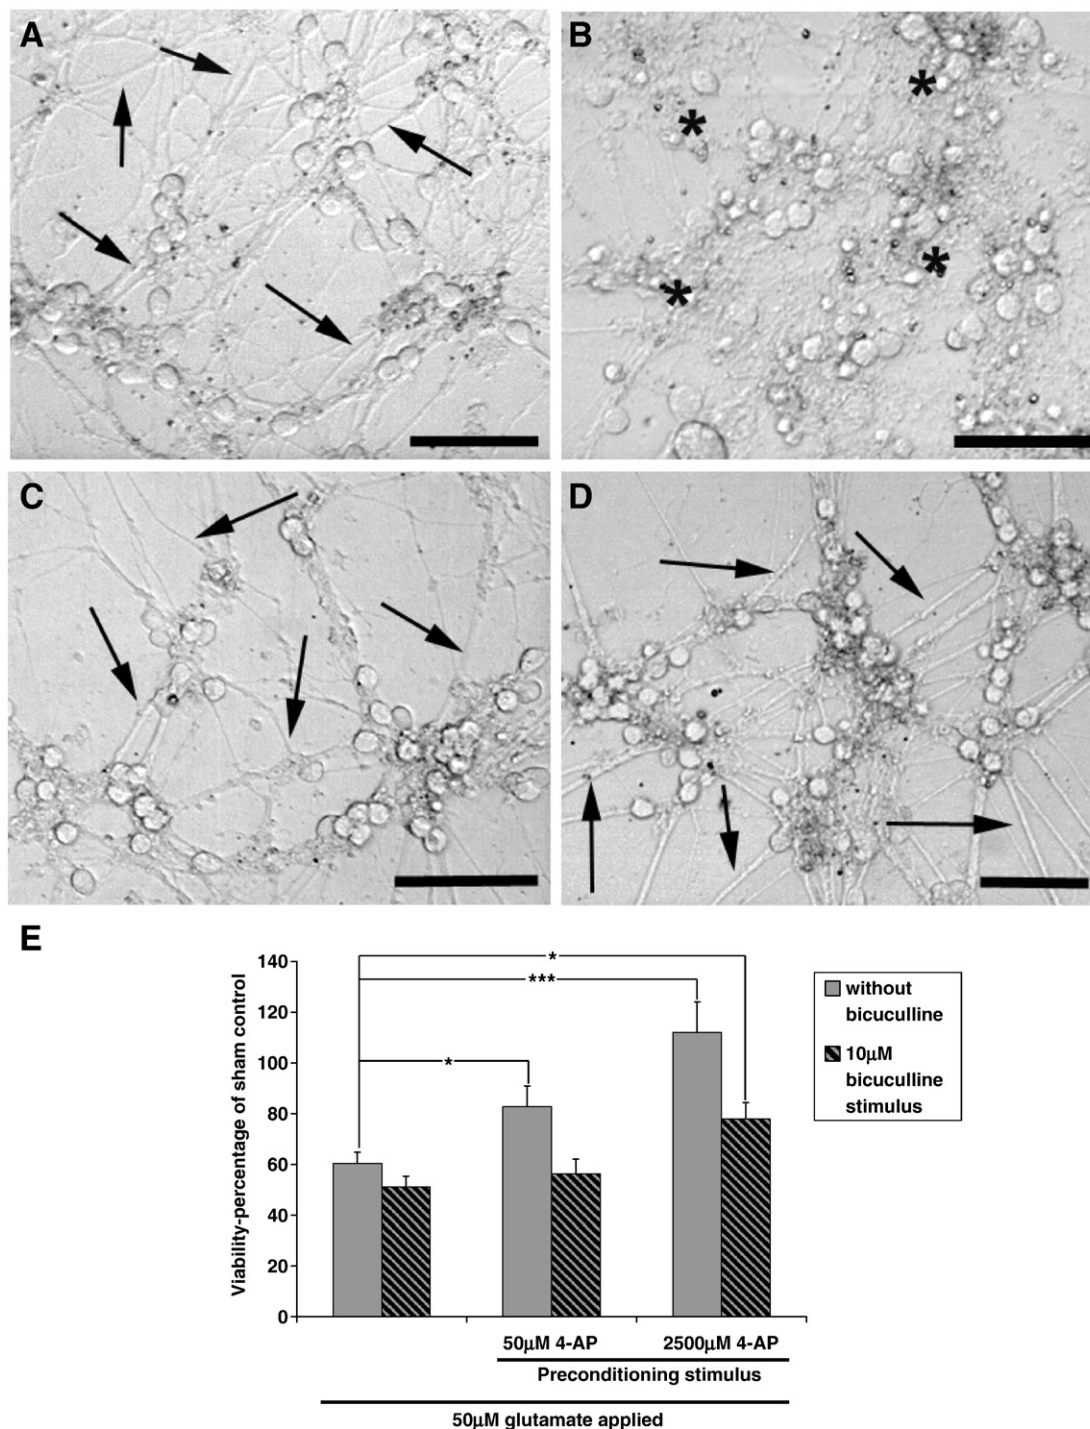 A
B
*
*
*
*
C
D
E
Viability-percentage of sham control
140
120
100
80
60
40
20
0
*
***
*
without
bicuculline
10μM
bicuculline
stimulus
50μM 4-AP
2500μM 4-AP
Preconditioning stimulus
50μM glutamate applied